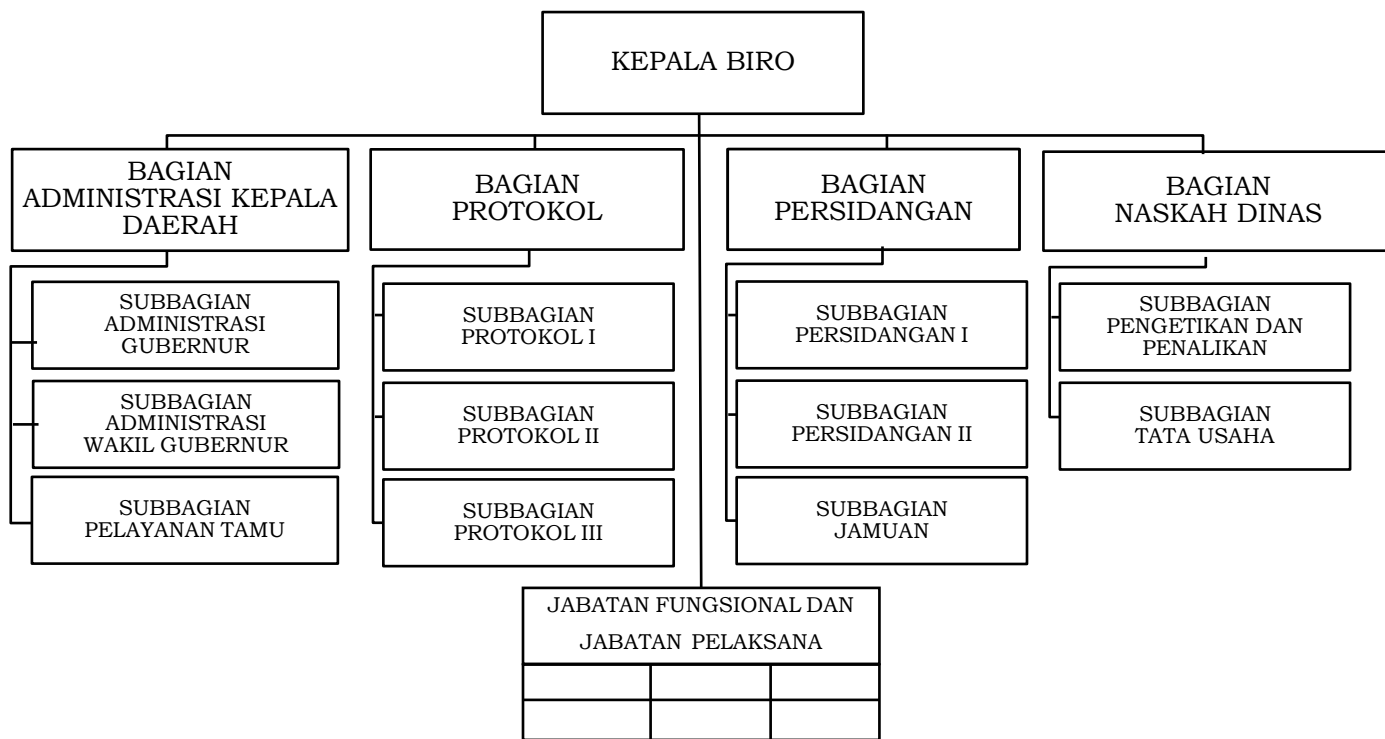 KEPALA BIRO
BAGIAN
ADMINISTRASI KEPALA
DAERAH
BAGIAN
PROTOKOL
BAGIAN
PERSIDANGAN
BAGIAN
NASKAH DINAS
SUBBAGIAN
ADMINISTRASI
GUBERNUR
SUBBAGIAN
PROTOKOL I
SUBBAGIAN
PERSIDANGAN I
SUBBAGIAN
PENGETIKAN DAN
PENALIKAN
SUBBAGIAN
ADMINISTRASI
WAKIL GUBERNUR
SUBBAGIAN
PROTOKOL II
SUBBAGIAN
PERSIDANGAN II
SUBBAGIAN
TATA USAHA
SUBBAGIAN
PELAYANAN TAMU
SUBBAGIAN
PROTOKOL III
SUBBAGIAN
JAMUAN
JABATAN FUNGSIONAL DAN
JABATAN PELAKSANA